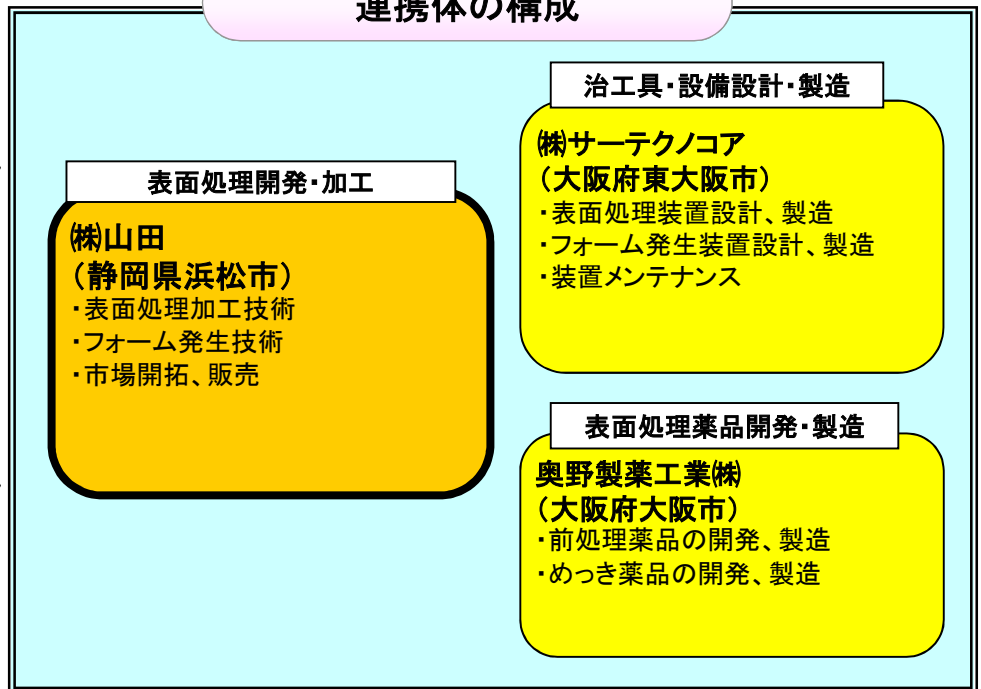 連携体の構成
表面処理開発・加工
㈱山田
（静岡県浜松市）
・表面処理加工技術
・フォーム発生技術
・市場開拓、販売
治工具・設備設計・製造
㈱サーテクノコア
（大阪府東大阪市）
・表面処理装置設計、製造
・フォーム発生装置設計、製造
・装置メンテナンス
表面処理薬品開発・製造
奥野製薬工業㈱
（大阪府大阪市）
・前処理薬品の開発、製造
・めっき薬品の開発、製造